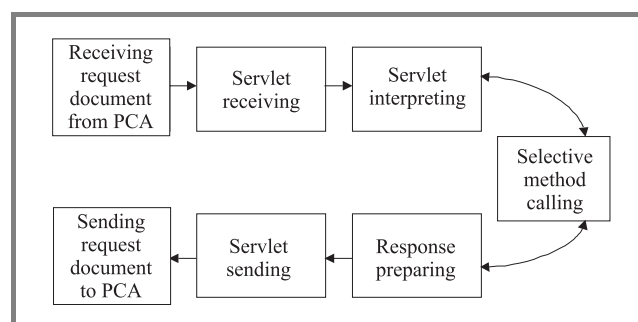 Receiving
request
document
from PCA
Servlet
receiving
Servlet
interpreting
Selective
method
calling
Sending
request
document
to PCA
Servlet
sending
Response
preparing